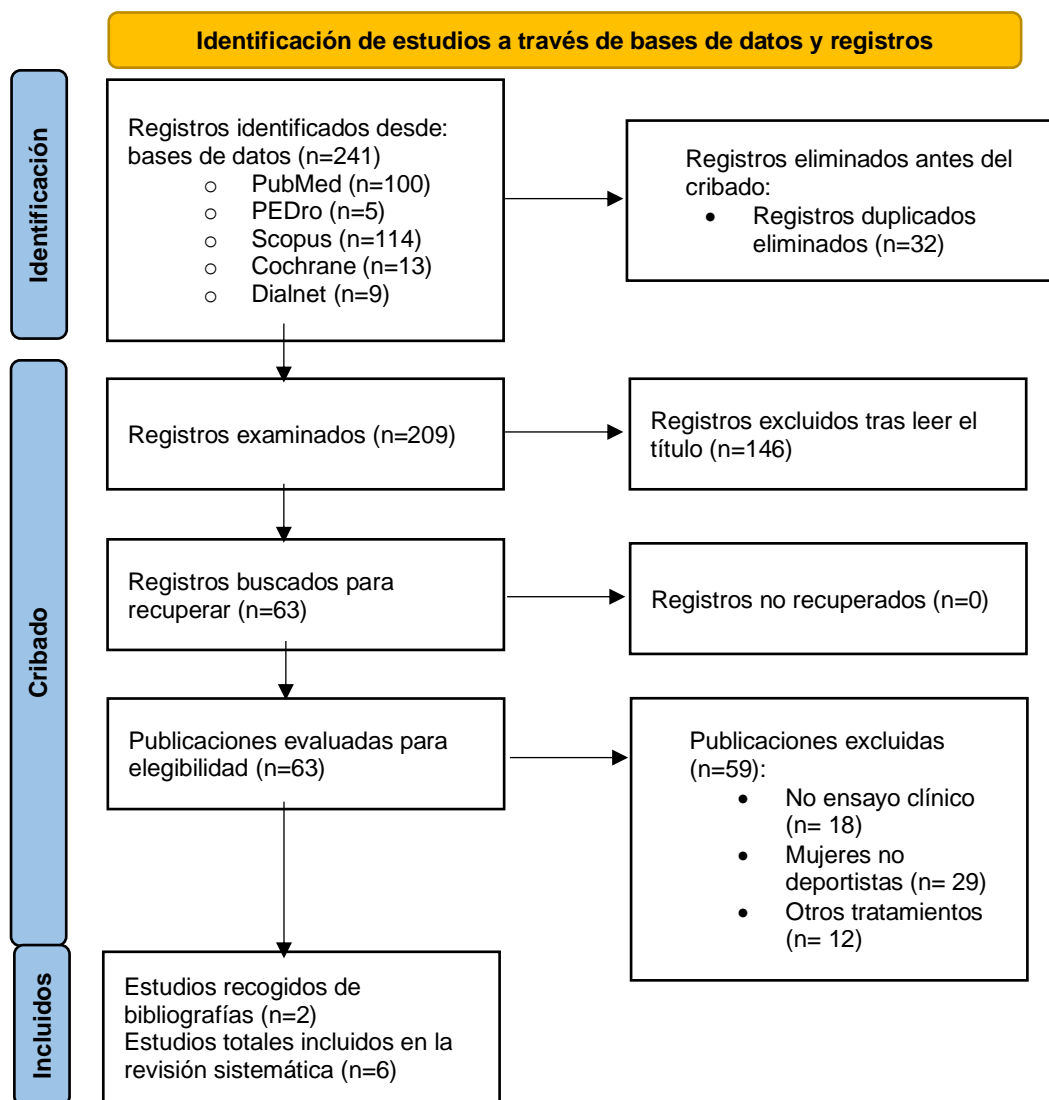 Identificación de estudios a través de bases de datos y registros
Identificación
Registros identificados desde:
bases de datos (n=241)
o PubMed (n=100)
o PEDro (n=5)
o Scopus (n=114)
o Cochrane (n=13)
o Dialnet (n=9)
Registros eliminados antes del
cribado:
• Registros duplicados
eliminados (n=32)
Cribado
Registros examinados (n=209)
Registros excluidos tras leer el
título (n=146)
Registros buscados para
recuperar (n=63)
Registros no recuperados (n=0)
Publicaciones evaluadas para
elegibilidad (n=63)
Publicaciones excluidas
(n=59):
• No ensayo clínico
(n= 18)
• Mujeres no
deportistas (n= 29)
• Otros tratamientos
(n= 12)
Incluidos
Estudios recogidos de
bibliografías (n=2)
Estudios totales incluidos en la
revisión sistemática (n=6)